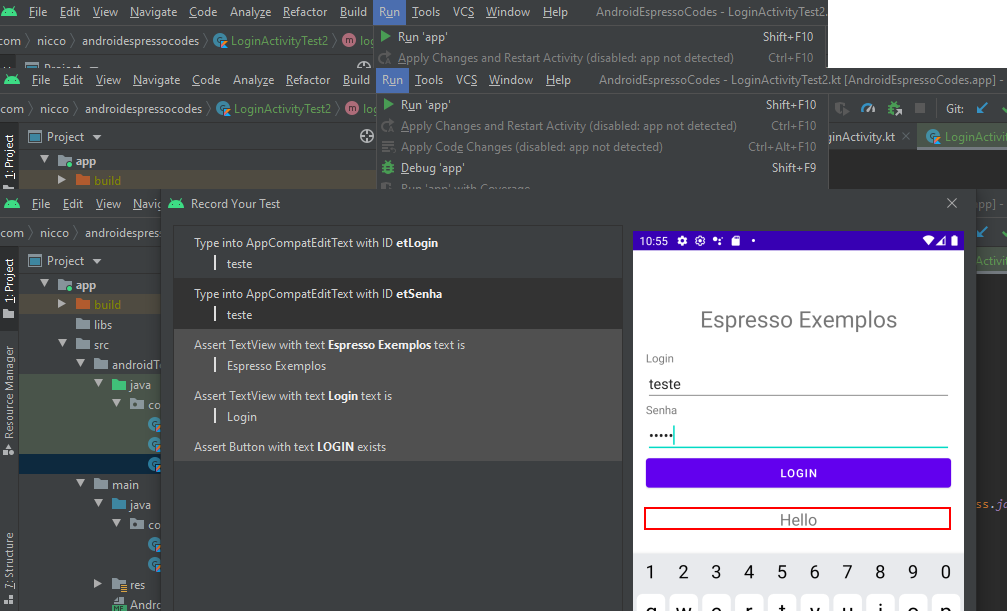 File Edit View Navigate Code Analyze Refactor Build Run Tools VCS Window Help AndroidEspressoCodes - LoginActivityTest2.
com nicco androidespressocodes LoginActivityTest2 log
Run 'app' Shift+F10
Apply Changes and Restart Activity (disabled: app not detected) Ctrl+F10
File Edit View Navigate Code Analyze Refactor Build Run Tools VCS Window Help AndroidEspressoCodes - LoginActivityTest2.kt [AndroidEspressoCodes.app] -
com nicco androidespressocodes LoginActivityTest2 log
Run 'app' Shift+F10
Git:
Apply Changes and Restart Activity (disabled: app not detected) Ctrl+F10
Apply Code Changes (disabled: app not detected) Ctrl+Alt+F10
Debug 'app' Shift+F9
Run 'app' with Coverage
1: Project
Project
app
build
ginActivity.kt
LoginActivit
File Edit View Navig
com nicco androidespres
1: Project
Resource Manager
7: Structure
Project
app
build
libs
src
androidTe
java
co
main
java
co
res
Andro
Record Your Test
Type into AppCompatEditText with ID etLogin
teste
Type into AppCompatEditText with ID etSenha
teste
Assert TextView with text Espresso Exemplos text is
Espresso Exemplos
Assert TextView with text Login text is
Login
Assert Button with text LOGIN exists
10:55
Espresso Exemplos
Login
teste
Senha
•••••
LOGIN
Hello
1 2 3 4 5 6 7 8 9 0
q w e r t y u i o p
app] -
Activit
ss.jav